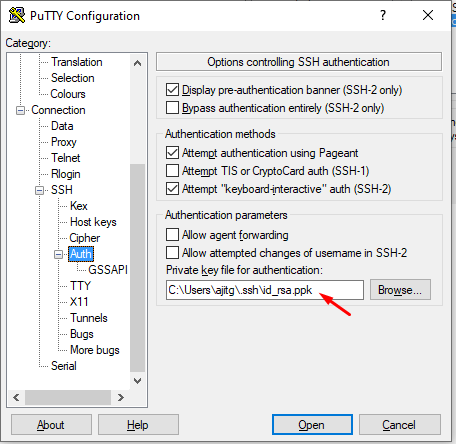 PuTTY Configuration
Category:
Translation
Selection
Colours
Connection
Data
Proxy
Telnet
Rlogin
SSH
Kex
Host keys
Cipher
Auth
GSSAPI
TTY
X11
Tunnels
Bugs
More bugs
Serial
Options controlling SSH authentication
Display pre-authentication banner (SSH-2 only)
Bypass authentication entirely (SSH-2 only)
Authentication methods
Attempt authentication using Pageant
Attempt TIS or CryptoCard auth (SSH-1)
Attempt "keyboard-interactive" auth (SSH-2)
Authentication parameters
Allow agent forwarding
Allow attempted changes of username in SSH-2
Private key file for authentication:
C:\Users\ajitg\.ssh\id_rsa.ppk
Browse...
About
Help
Open
Cancel